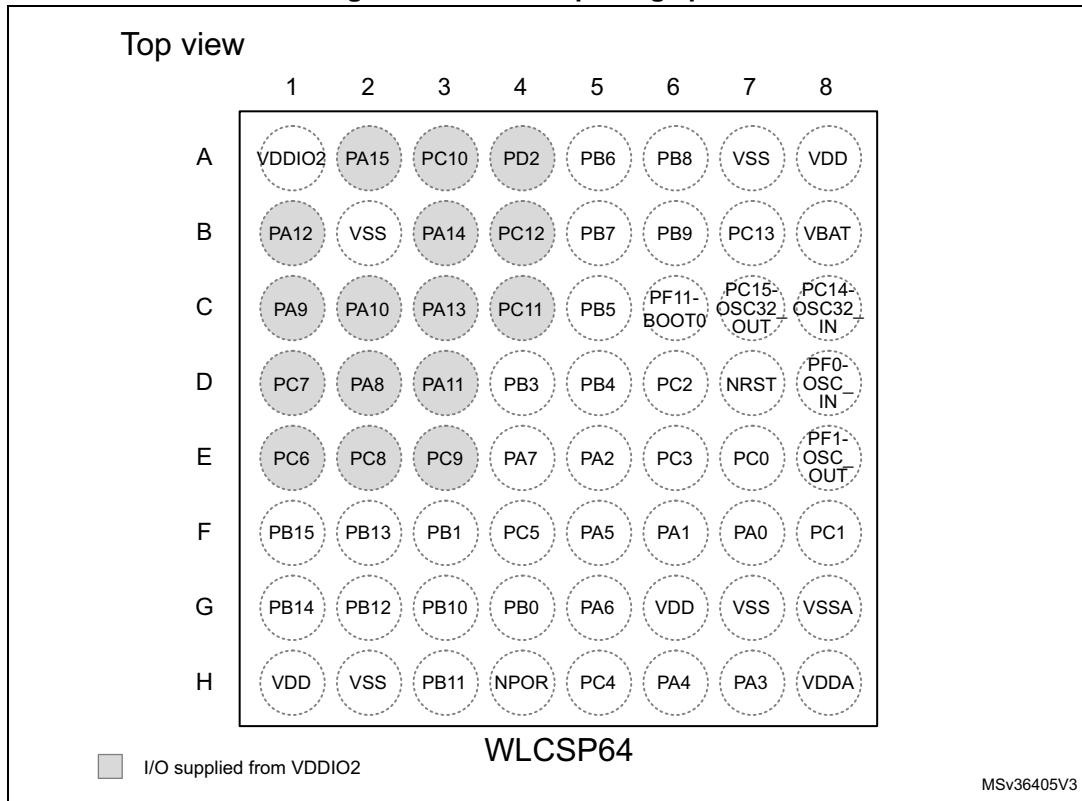 Top view
1 2 3 4 5 6 7 8
A VDDIO2 PA15 PC10 PD2 PB6 PB8 VSS VDD
B PA12 VSS PA14 PC12 PB7 PB9 PC13 VBAT
C PA9 PA10 PA13 PC11 PB5 PF11-BOOT0 PC15-OSC32_OUT PC14-OSC32_IN
D PC7 PA8 PA11 PB3 PB4 PC2 NRST PF0-OSC_IN
E PC6 PC8 PC9 PA7 PA2 PC3 PC0 PF1-OSC_OUT
F PB15 PB13 PB1 PC5 PA5 PA1 PA0 PC1
G PB14 PB12 PB10 PB0 PA6 VDD VSS VSSA
H VDD VSS PB11 NPOR PC4 PA4 PA3 VDDA
WLCSP64
I/O supplied from VDDIO2
MSv36405V3